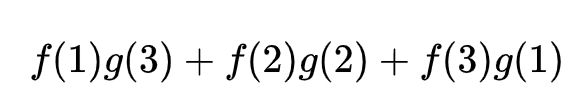 f(1)g(3) + f(2)g(2) + f(3)g(1)